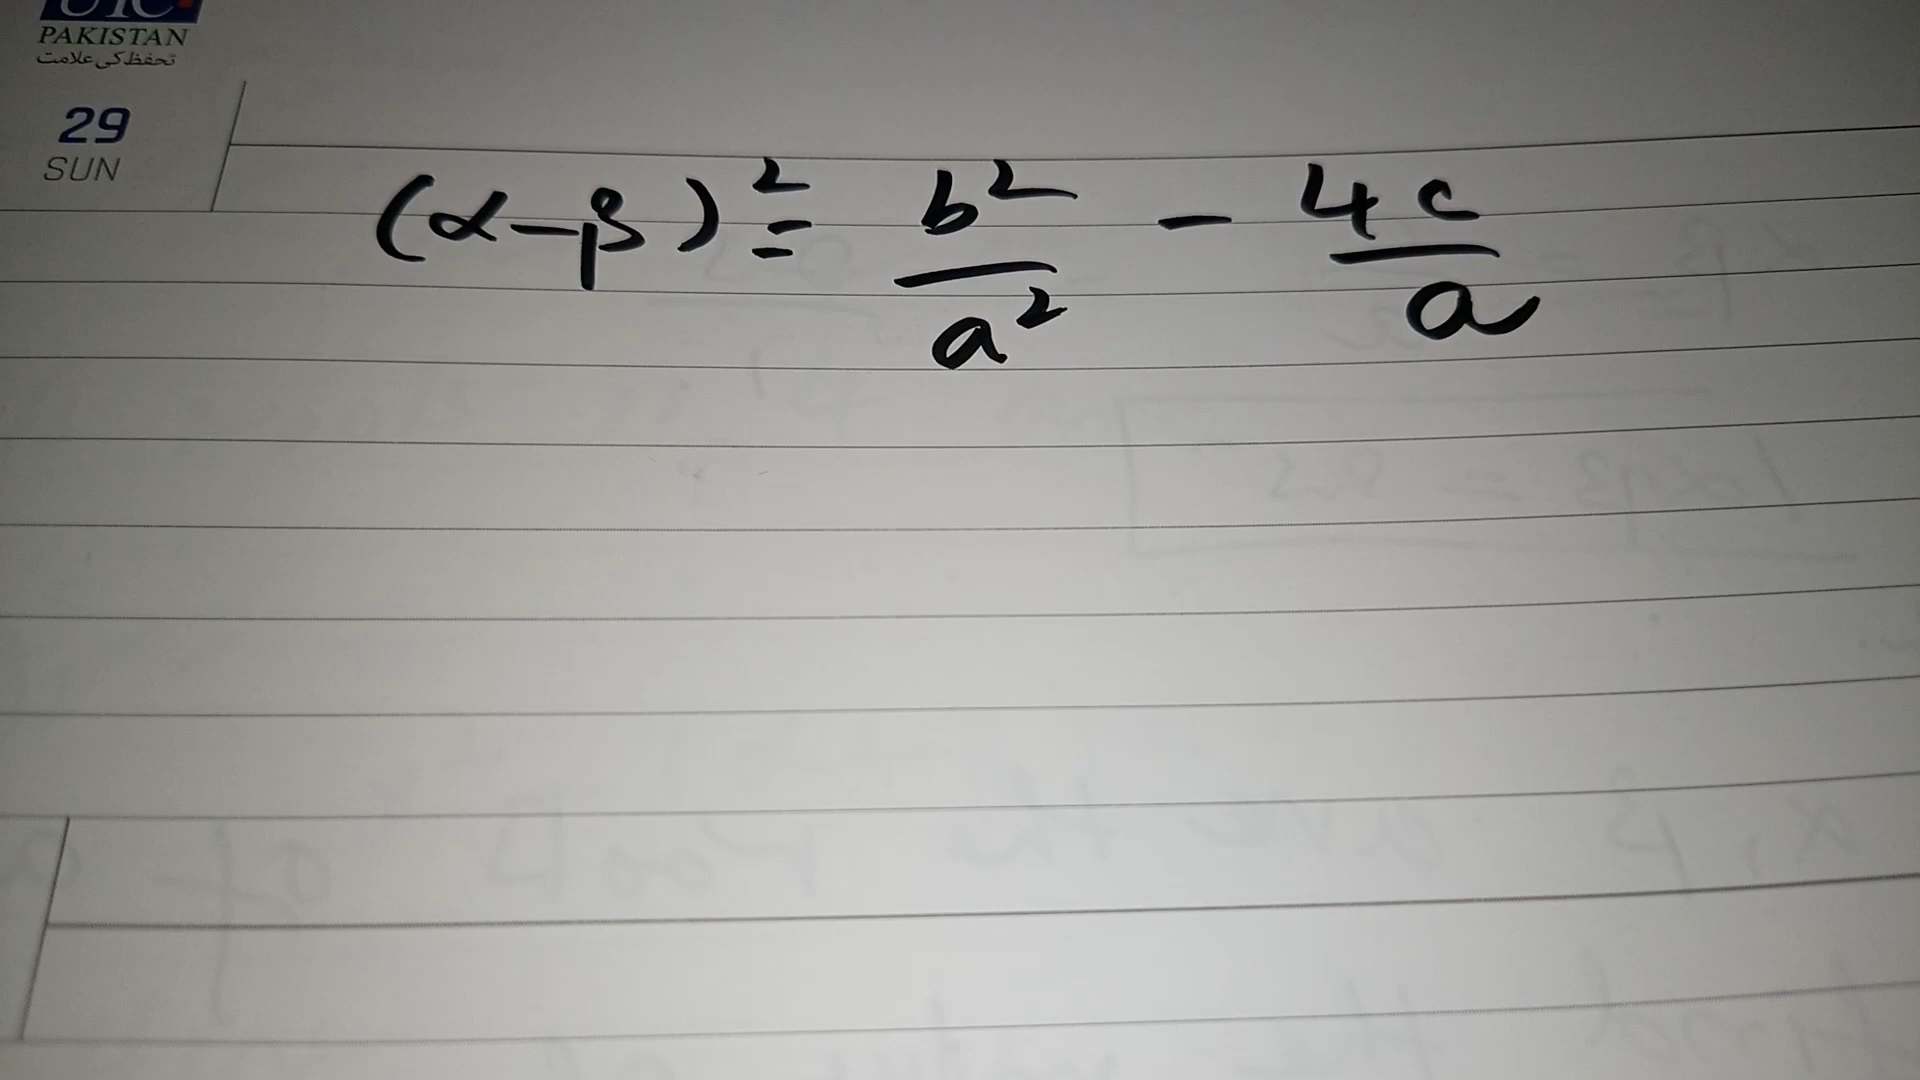 PAKISTAN
تحفظ کی علامت
29
SUN
(α-β)² = b²/a² - 4c/a